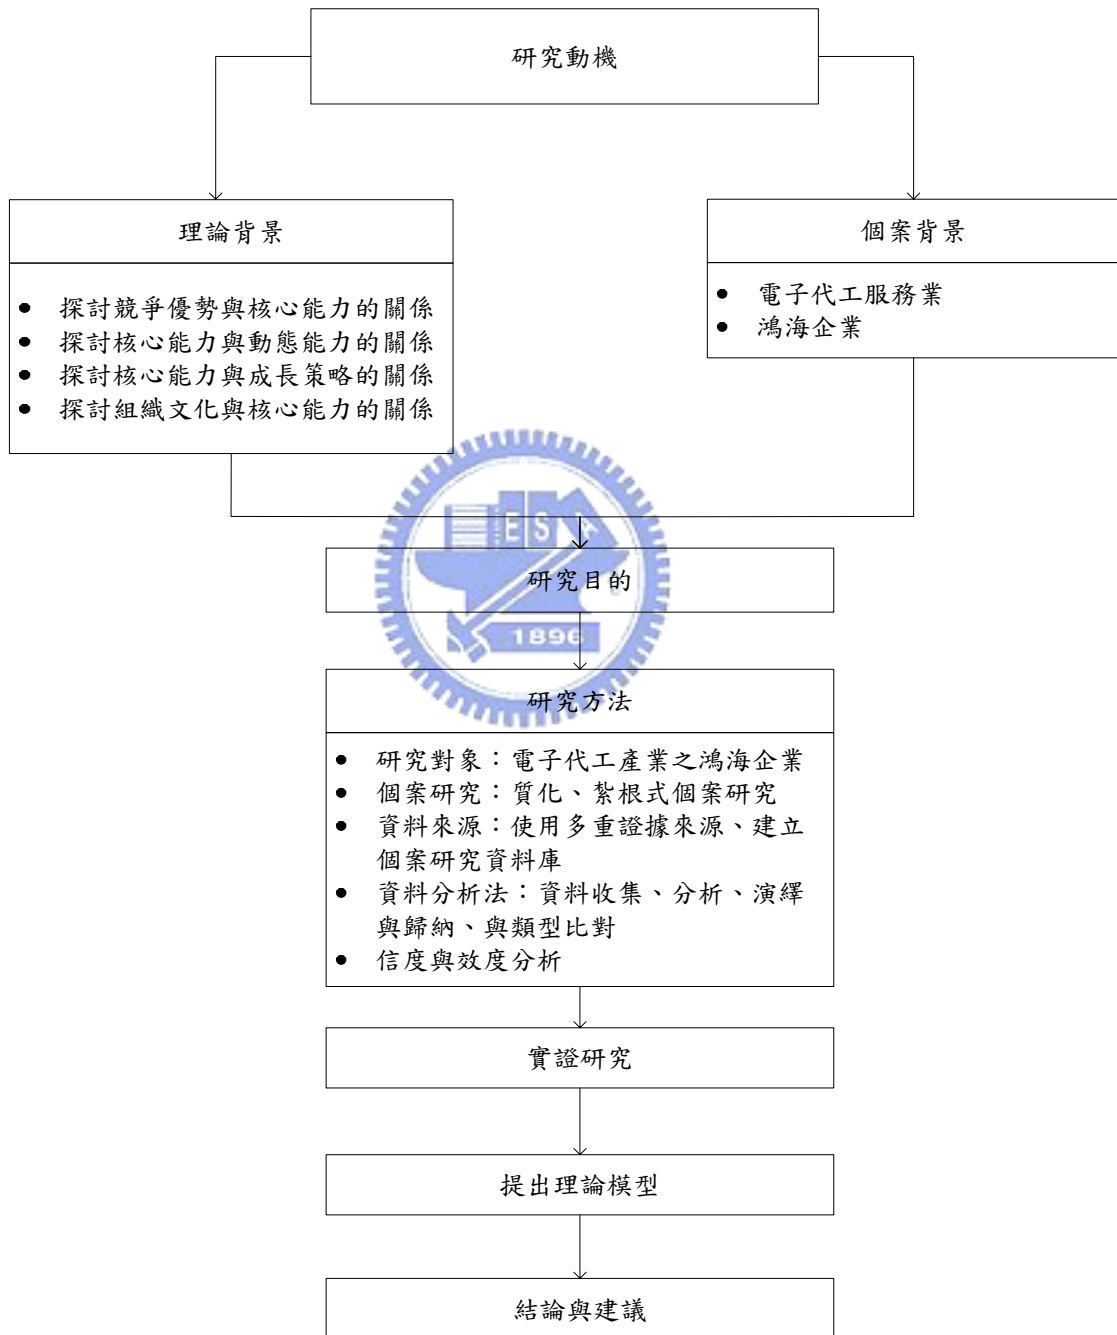 研究動機
理論背景
• 探討競爭優勢與核心能力的關係
• 探討核心能力與動態能力的關係
• 探討核心能力與成長策略的關係
• 探討組織文化與核心能力的關係
個案背景
• 電子代工服務業
• 鴻海企業
ES
研究目的
1896
研究方法
• 研究對象：電子代工產業之鴻海企業
• 個案研究：質化、紮根式個案研究
• 資料來源：使用多重證據來源、建立
個案研究資料庫
• 資料分析法：資料收集、分析、演繹
與歸納、與類型比對
• 信度與效度分析
實證研究
提出理論模型
結論與建議